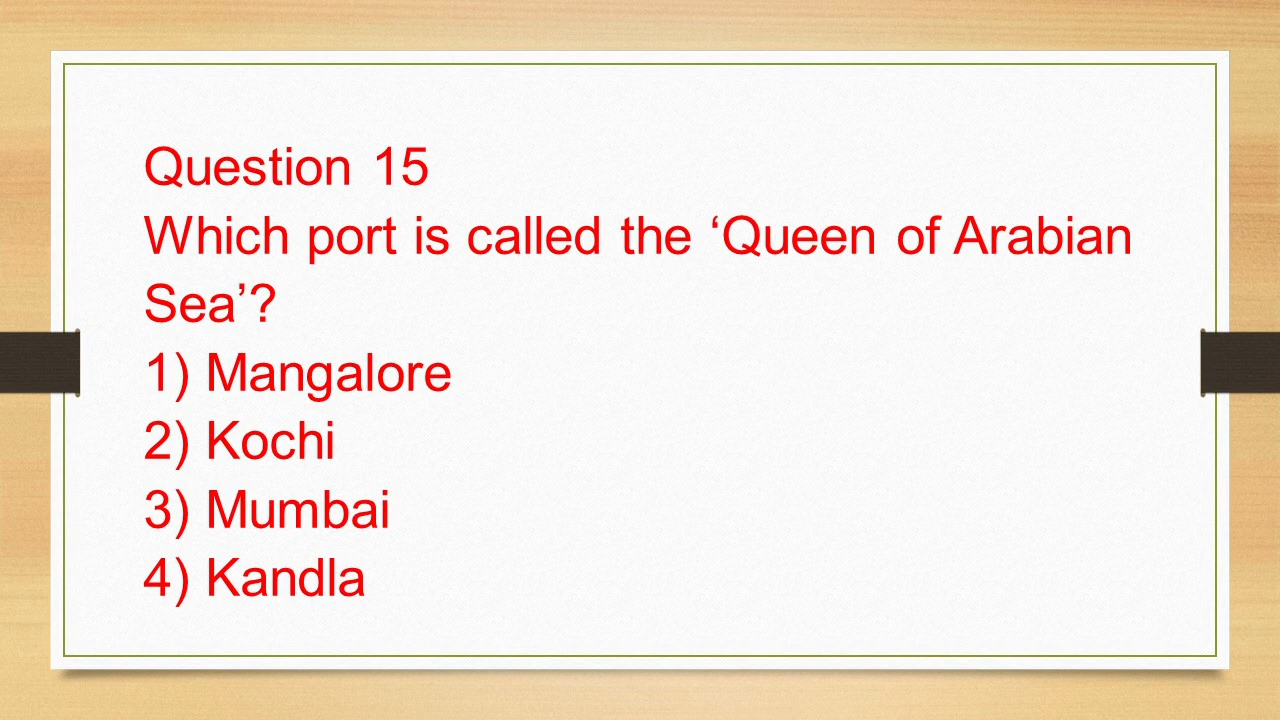 Question 15
Which port is called the ‘Queen of Arabian
Sea’?
1) Mangalore
2) Kochi
3) Mumbai
4) Kandla